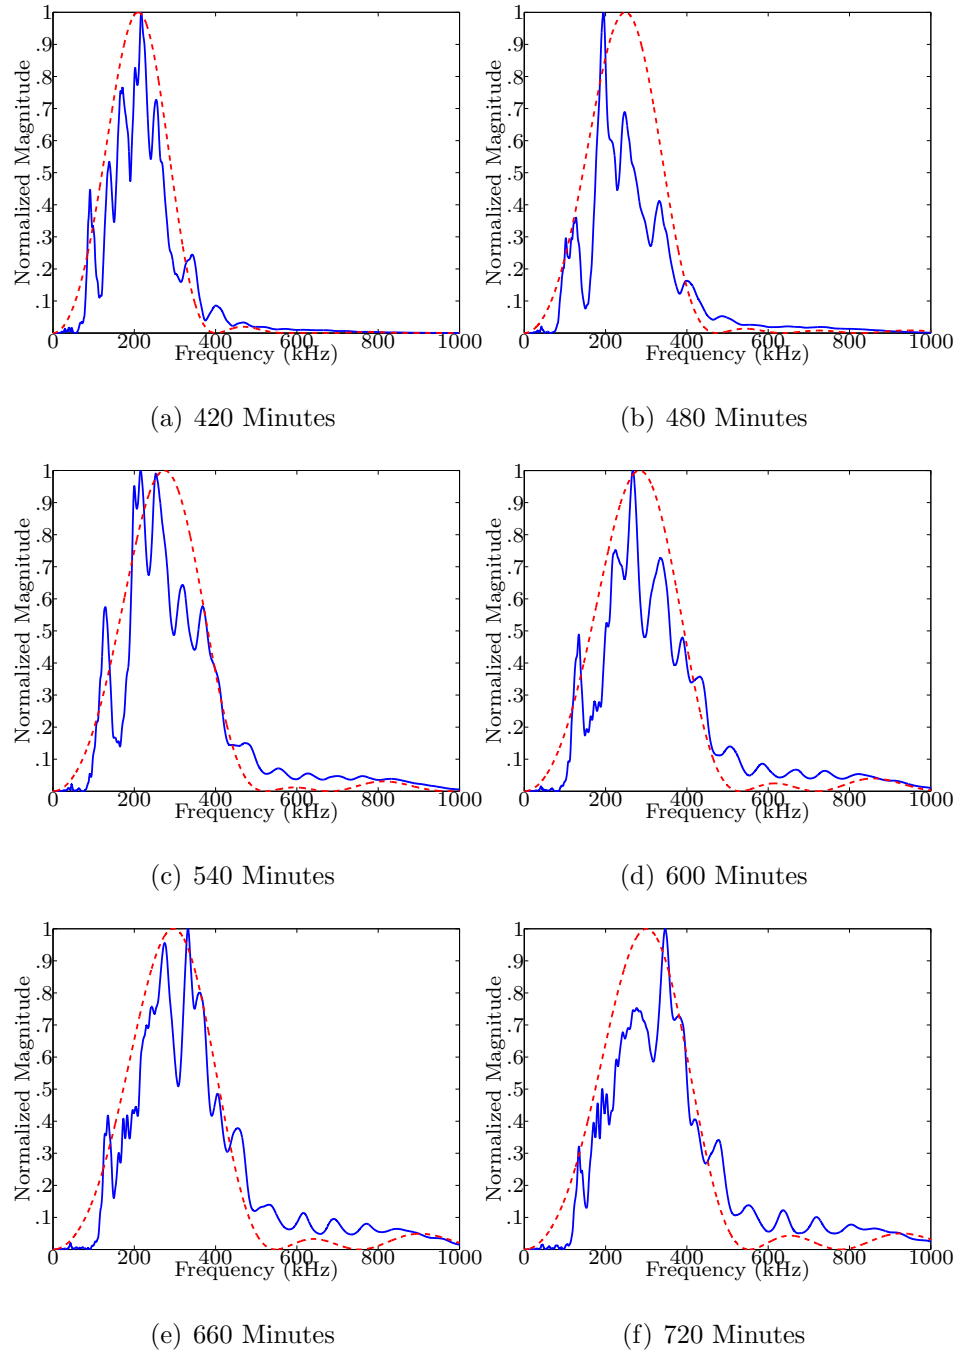 1
.9
.8
.7
.6
.5
.4
.3
.2
.1
Normalized Magnitude
0 200 400 600 800 1000
Frequency (kHz)
(a) 420 Minutes
1
.9
.8
.7
.6
.5
.4
.3
.2
.1
Normalized Magnitude
0 200 400 600 800 1000
Frequency (kHz)
(b) 480 Minutes
1
.9
.8
.7
.6
.5
.4
.3
.2
.1
Normalized Magnitude
0 200 400 600 800 1000
Frequency (kHz)
(c) 540 Minutes
1
.9
.8
.7
.6
.5
.4
.3
.2
.1
Normalized Magnitude
0 200 400 600 800 1000
Frequency (kHz)
(d) 600 Minutes
1
.9
.8
.7
.6
.5
.4
.3
.2
.1
Normalized Magnitude
0 200 400 600 800 1000
Frequency (kHz)
(e) 660 Minutes
1
.9
.8
.7
.6
.5
.4
.3
.2
.1
Normalized Magnitude
0 200 400 600 800 1000
Frequency (kHz)
(f) 720 Minutes